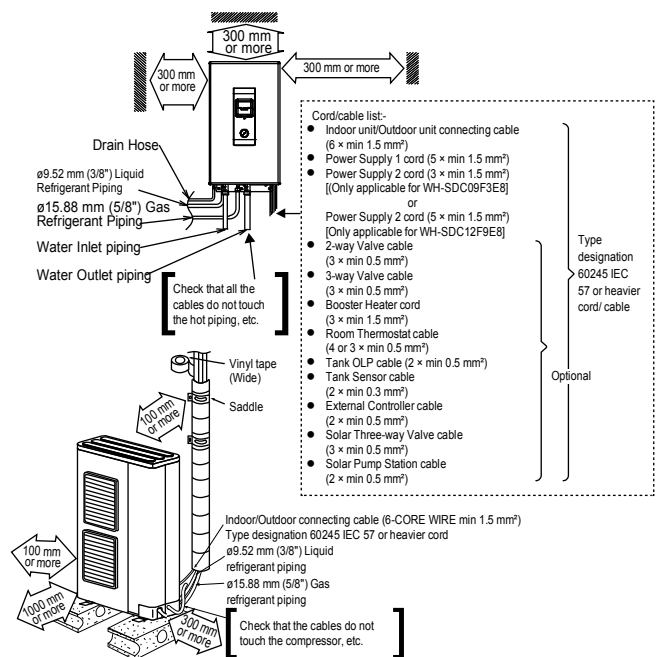 300 mm
or more
300 mm
or more
300 mm or more
Drain Hose
ø9.52 mm (3/8") Liquid
Refrigerant Piping
ø15.88 mm (5/8") Gas
Refrigerant Piping
Water Inlet piping
Water Outlet piping
Check that all the
cables do not touch
the hot piping, etc.
Cord/cable list:-
● Indoor unit/Outdoor unit connecting cable
(6 × min 1.5 mm²)
● Power Supply 1 cord (5 × min 1.5 mm²)
● Power Supply 2 cord (3 × min 1.5 mm²)
[(Only applicable for WH-SDC09F3E8]
or
Power Supply 2 cord (5 × min 1.5 mm²)
[Only applicable for WH-SDC12F9E8]
● 2-way Valve cable
(3 × min 0.5 mm²)
● 3-way Valve cable
(3 × min 0.5 mm²)
● Booster Heater cord
(3 × min 1.5 mm²)
● Room Thermostat cable
(4 or 3 × min 0.5 mm²)
● Tank OLP cable (2 × min 0.5 mm²)
● Tank Sensor cable
(2 × min 0.3 mm²)
● External Controller cable
(2 × min 0.5 mm²)
● Solar Three-way Valve cable
(3 × min 0.5 mm²)
● Solar Pump Station cable
(2 × min 0.5 mm²)
Optional
Type
designation
60245 IEC
57 or heavier
cord/ cable
Vinyl tape
(Wide)
Saddle
100 mm
or more
Indoor/Outdoor connecting cable (6-CORE WIRE min 1.5 mm²)
Type designation 60245 IEC 57 or heavier cord
ø9.52 mm (3/8") Liquid
refrigerant piping
ø15.88 mm (5/8") Gas
refrigerant piping
100 mm
or more
1000 mm
or more
300 mm
or more
Check that the cables do not
touch the compressor, etc.